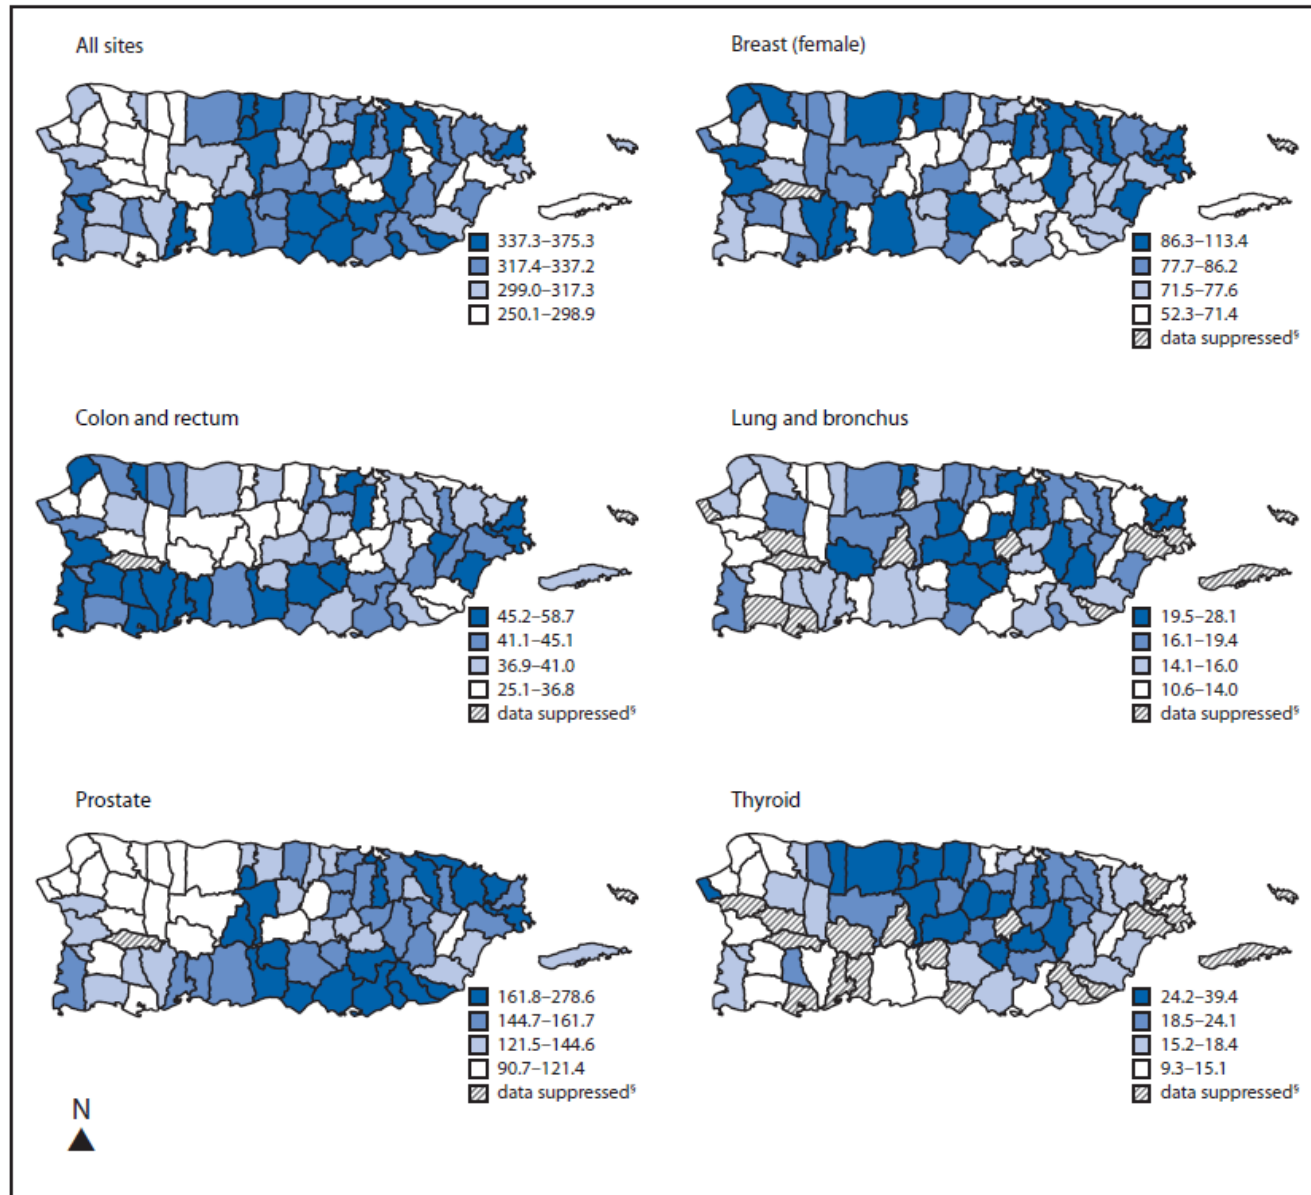 All sites
337.3–375.3
317.4–337.2
299.0–317.3
250.1–298.9
Breast (female)
86.3–113.4
77.7–86.2
71.5–77.6
52.3–71.4
data suppressed§
Colon and rectum
45.2–58.7
41.1–45.1
36.9–41.0
25.1–36.8
data suppressed§
Lung and bronchus
19.5–28.1
16.1–19.4
14.1–16.0
10.6–14.0
data suppressed§
Prostate
161.8–278.6
144.7–161.7
121.5–144.6
90.7–121.4
data suppressed§
Thyroid
24.2–39.4
18.5–24.1
15.2–18.4
9.3–15.1
data suppressed§
N